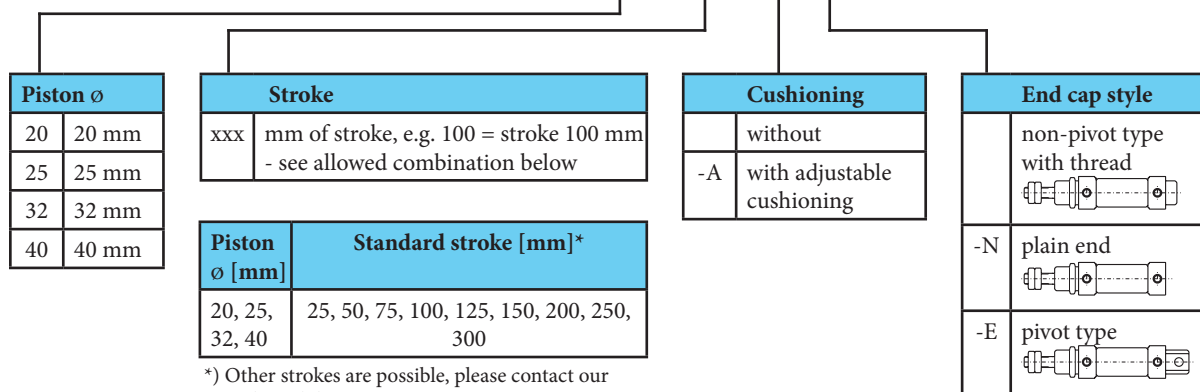 Piston ø
20 20 mm
25 25 mm
32 32 mm
40 40 mm
Stroke
xxx mm of stroke, e.g. 100 = stroke 100 mm
- see allowed combination below
Piston
ø [mm]
Standard stroke [mm]*
20, 25,
32, 40
25, 50, 75, 100, 125, 150, 200, 250,
300
*) Other strokes are possible, please contact our
Cushioning
without
-A with adjustable
cushioning
End cap style
non-pivot type
with thread
-N plain end
-E pivot type